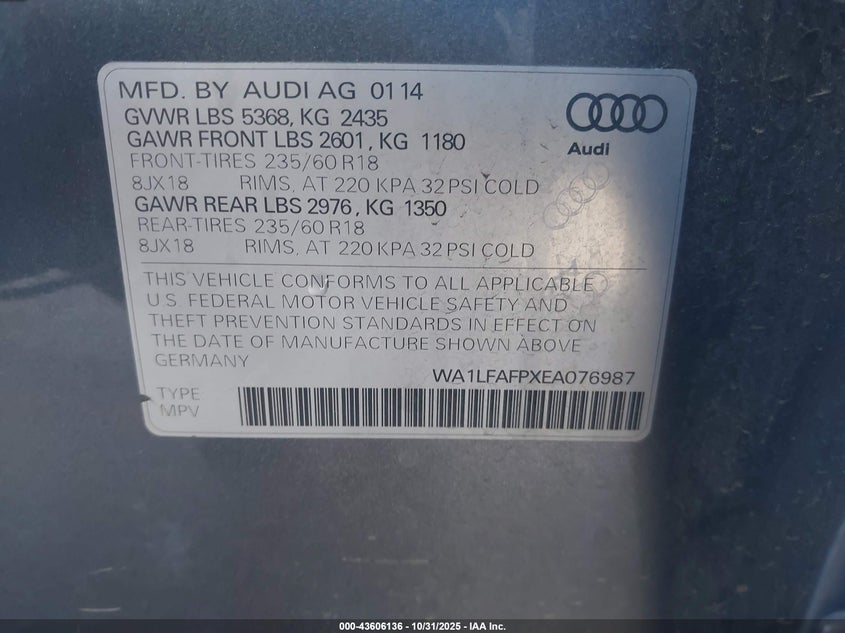 MFD. BY AUDI AG 01 14
GVWR LBS 5368, KG 2435
GAWR FRONT LBS 2601, KG 1180
FRONT-TIRES 235/60 R18
8JX18 RIMS, AT 220 KPA 32 PSI COLD
GAWR REAR LBS 2976, KG 1350
REAR-TIRES 235/60 R18
8JX18 RIMS, AT 220 KPA 32 PSI COLD
Audi
THIS VEHICLE CONFORMS TO ALL APPLICABLE
U.S. FEDERAL MOTOR VEHICLE SAFETY AND
THEFT PREVENTION STANDARDS IN EFFECT ON
THE DATE OF MANUFACTURE SHOWN ABOVE.
GERMANY
WA1LFAFPXEA076987
TYPE
MPV
000-43606136 - 10/31/2025 - IAA Inc.